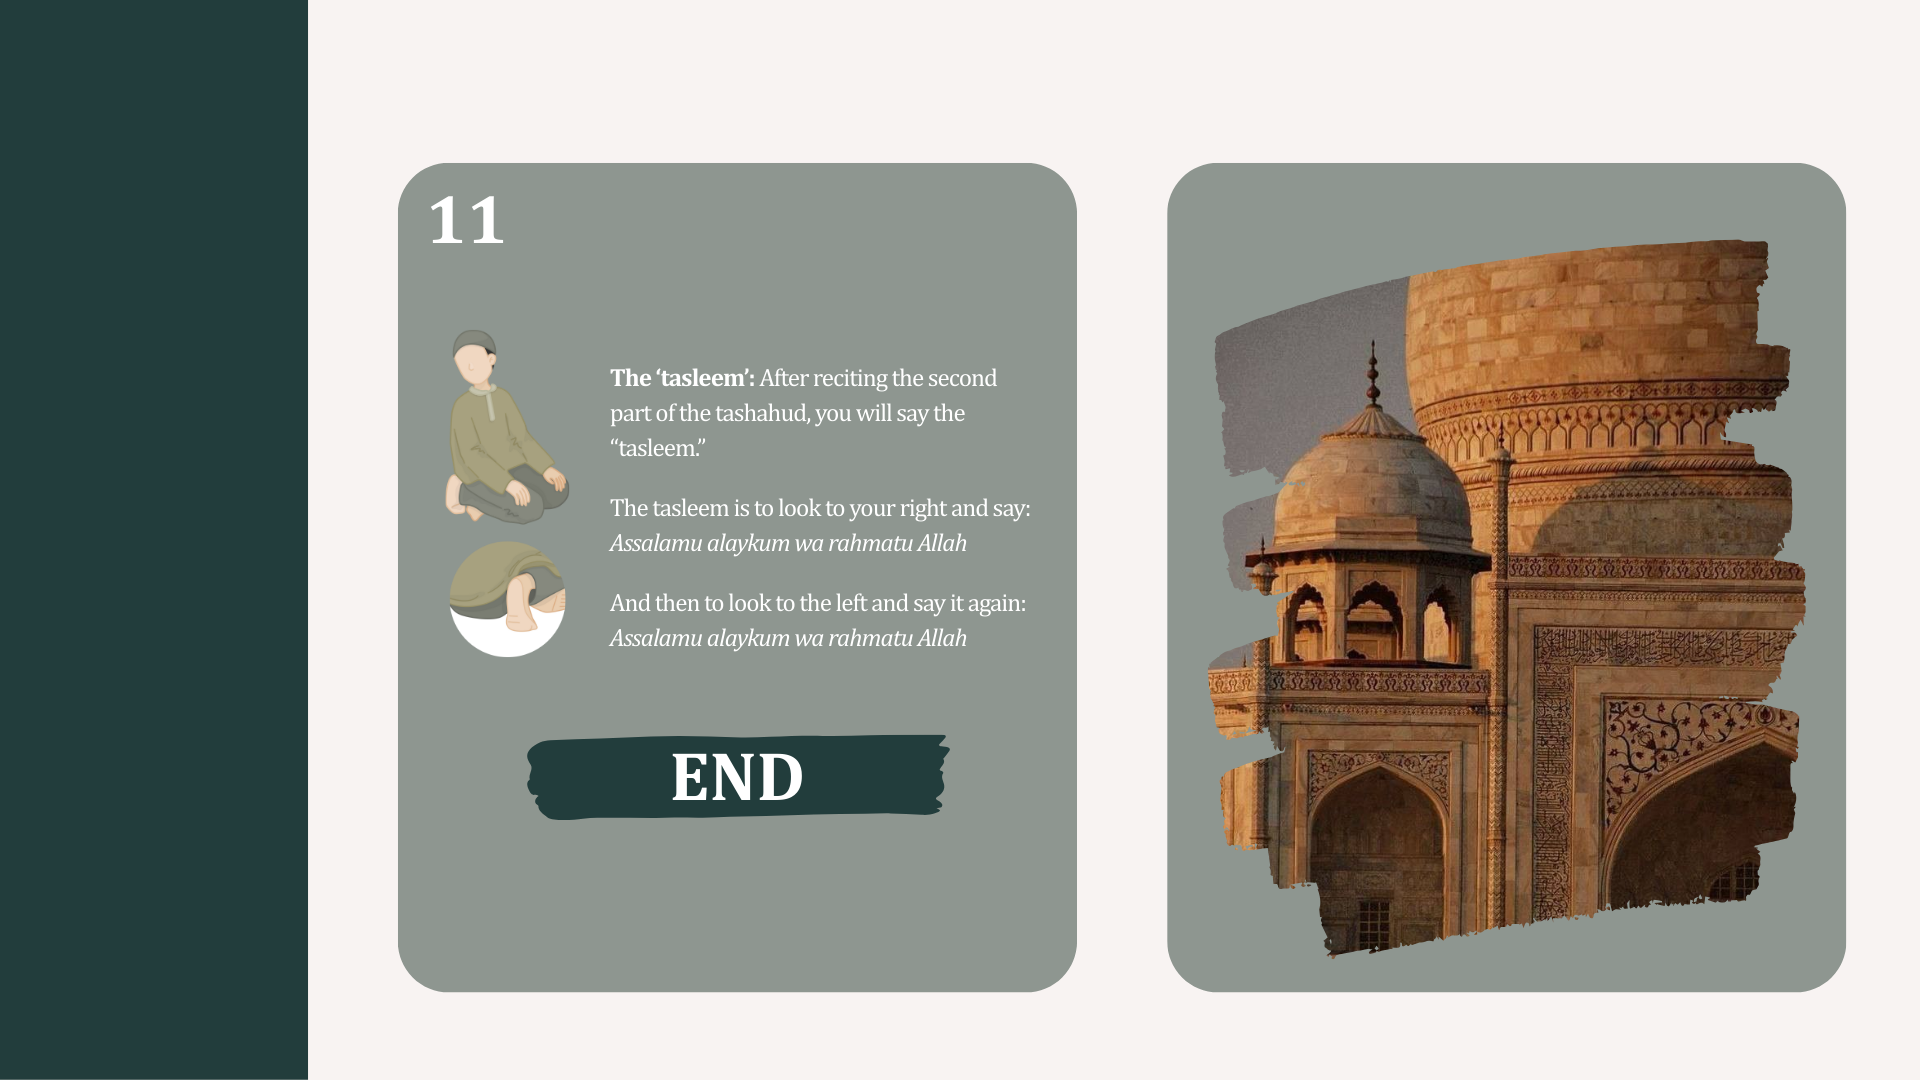 11
The ‘tasleem’: After reciting the second
part of the tashahud, you will say the
“tasleem.”
The tasleem is to look to your right and say:
Assalamu alaykum wa rahmatu Allah
And then to look to the left and say it again:
Assalamu alaykum wa rahmatu Allah
END